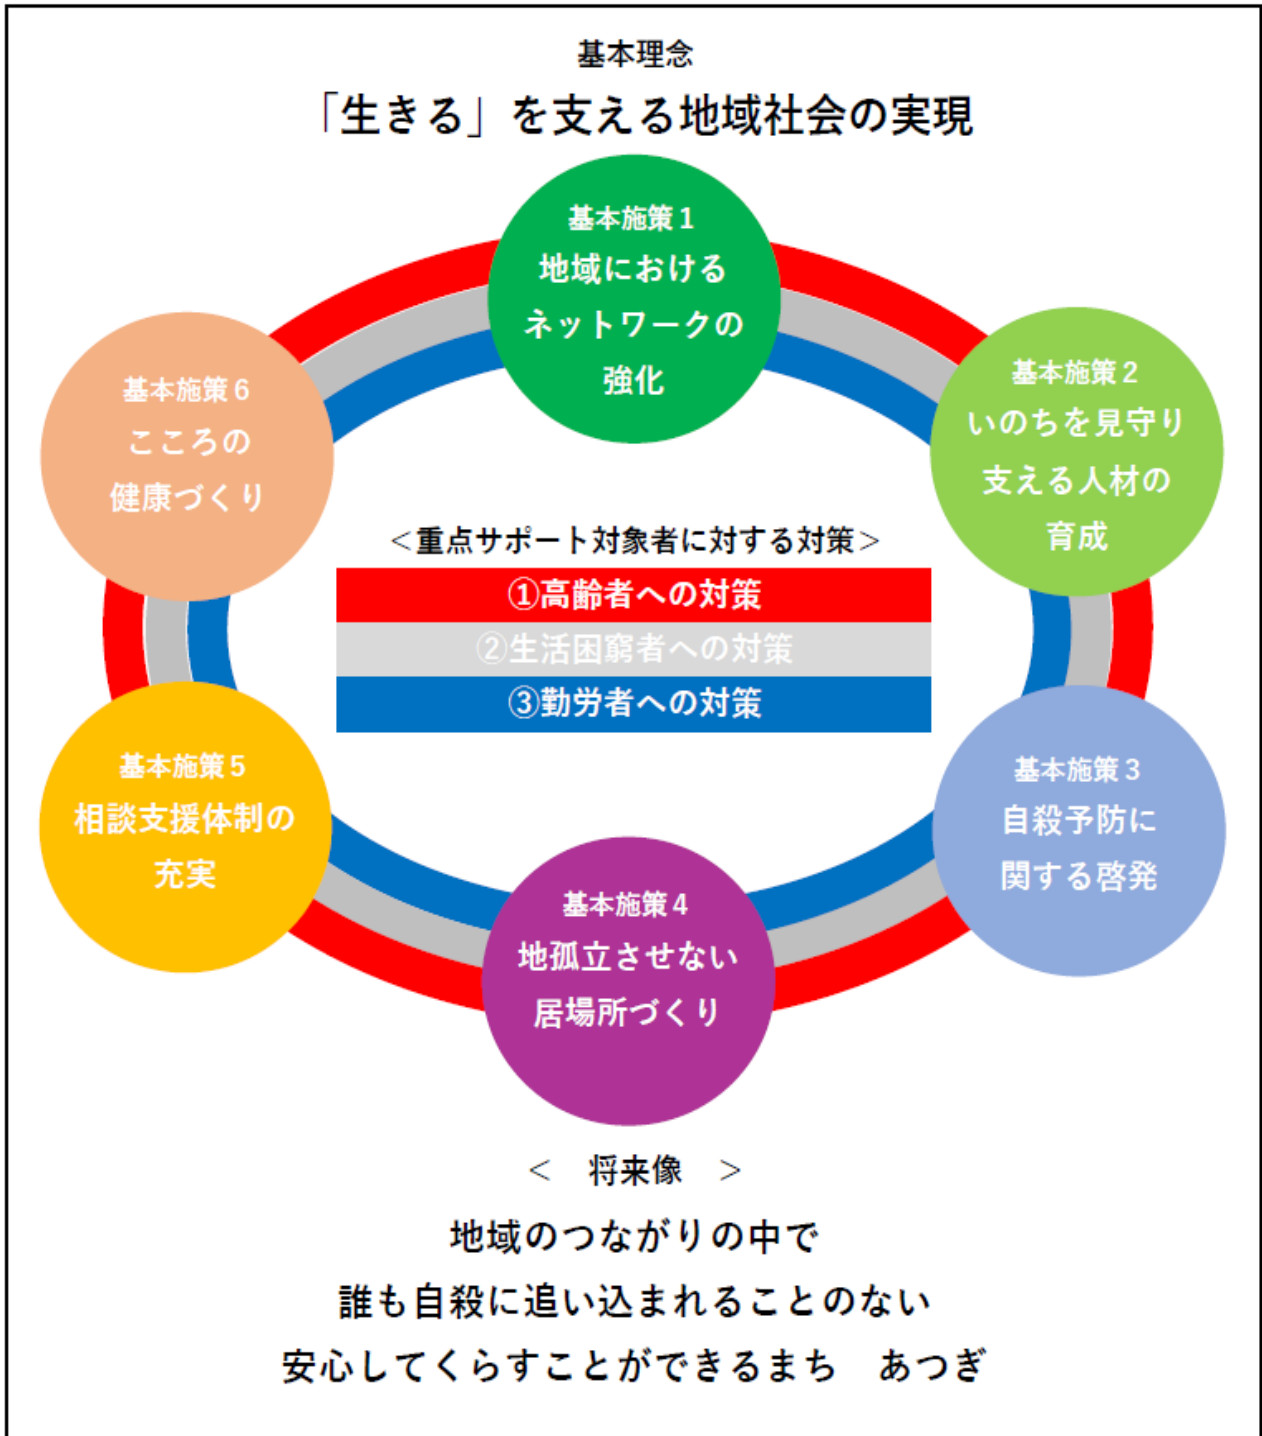 基本理念
「生きる」を支える地域社会の実現
基本施策1
地域における
ネットワークの
強化
基本施策2
いのちを見守り
支える人材の
育成
基本施策6
こころの
健康づくり
＜重点サポート対象者に対する対策＞
①高齢者への対策
②生活困窮者への対策
③勤労者への対策
基本施策5
相談支援体制の
充実
基本施策3
自殺予防に
関する啓発
基本施策4
地孤立させない
居場所づくり
＜　将来像　＞
地域のつながりの中で
誰も自殺に追い込まれることのない
安心してくらすことができるまち　あつぎ